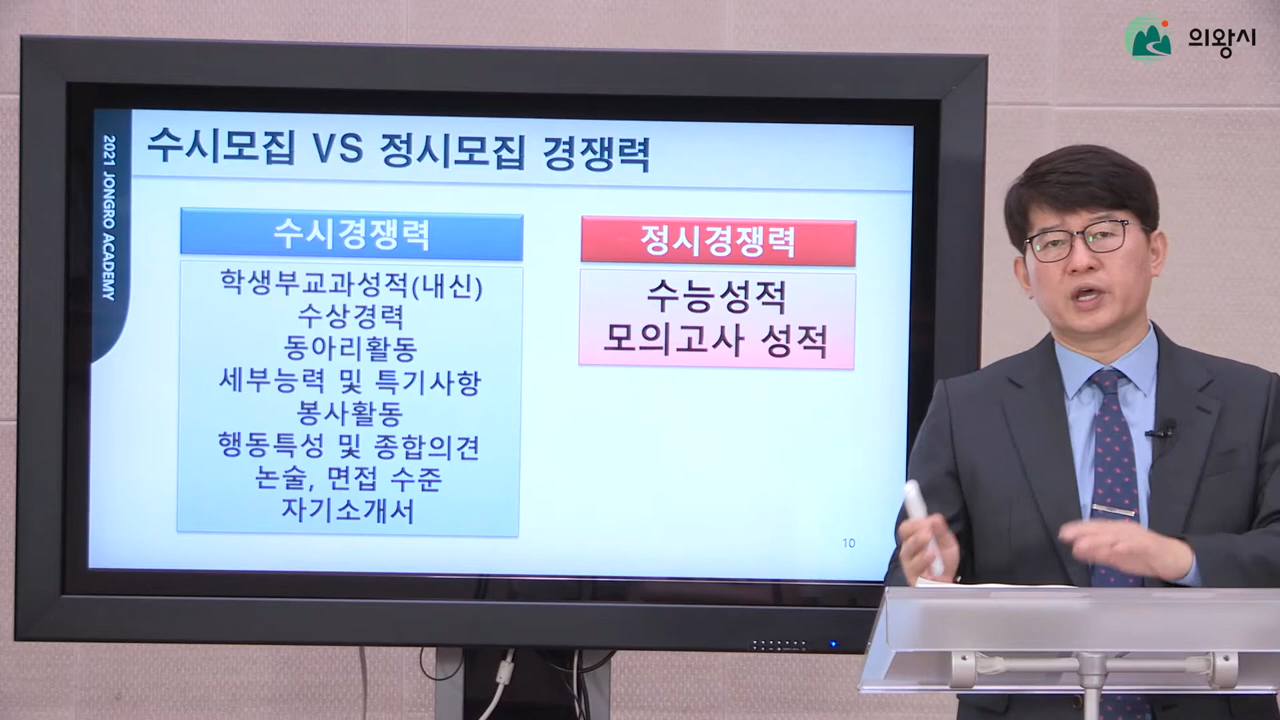 의왕시
2021 JONGRO ACADEMY
수시모집 VS 정시모집 경쟁력
수시경쟁력
학생부교과성적(내신)
수상경력
동아리활동
세부능력 및 특기사항
봉사활동
행동특성 및 종합의견
논술, 면접 수준
자기소개서
정시경쟁력
수능성적
모의고사 성적
10